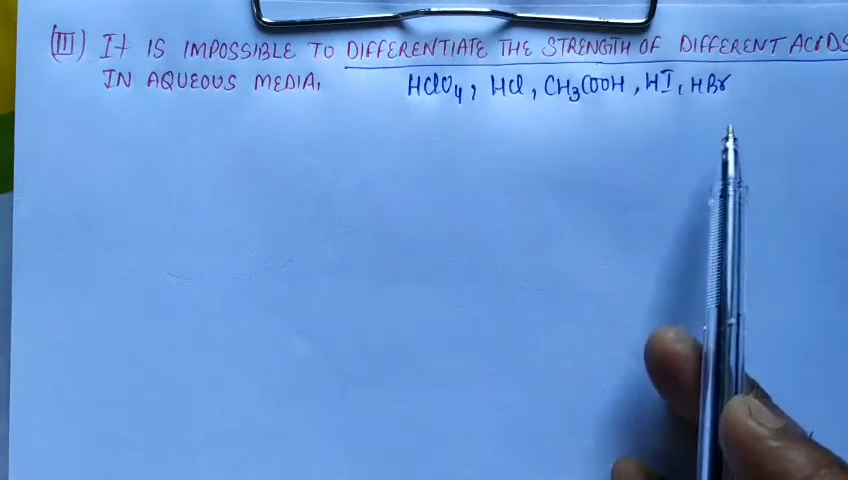 (III) It IS IMPOSSIBLE TO DIFFERENTIATE THE STRENGTH OF DIFFERENT ACIDS
IN AQUEOUS MEDIA, HClO4, HCl, CH3COOH, HI, HBr